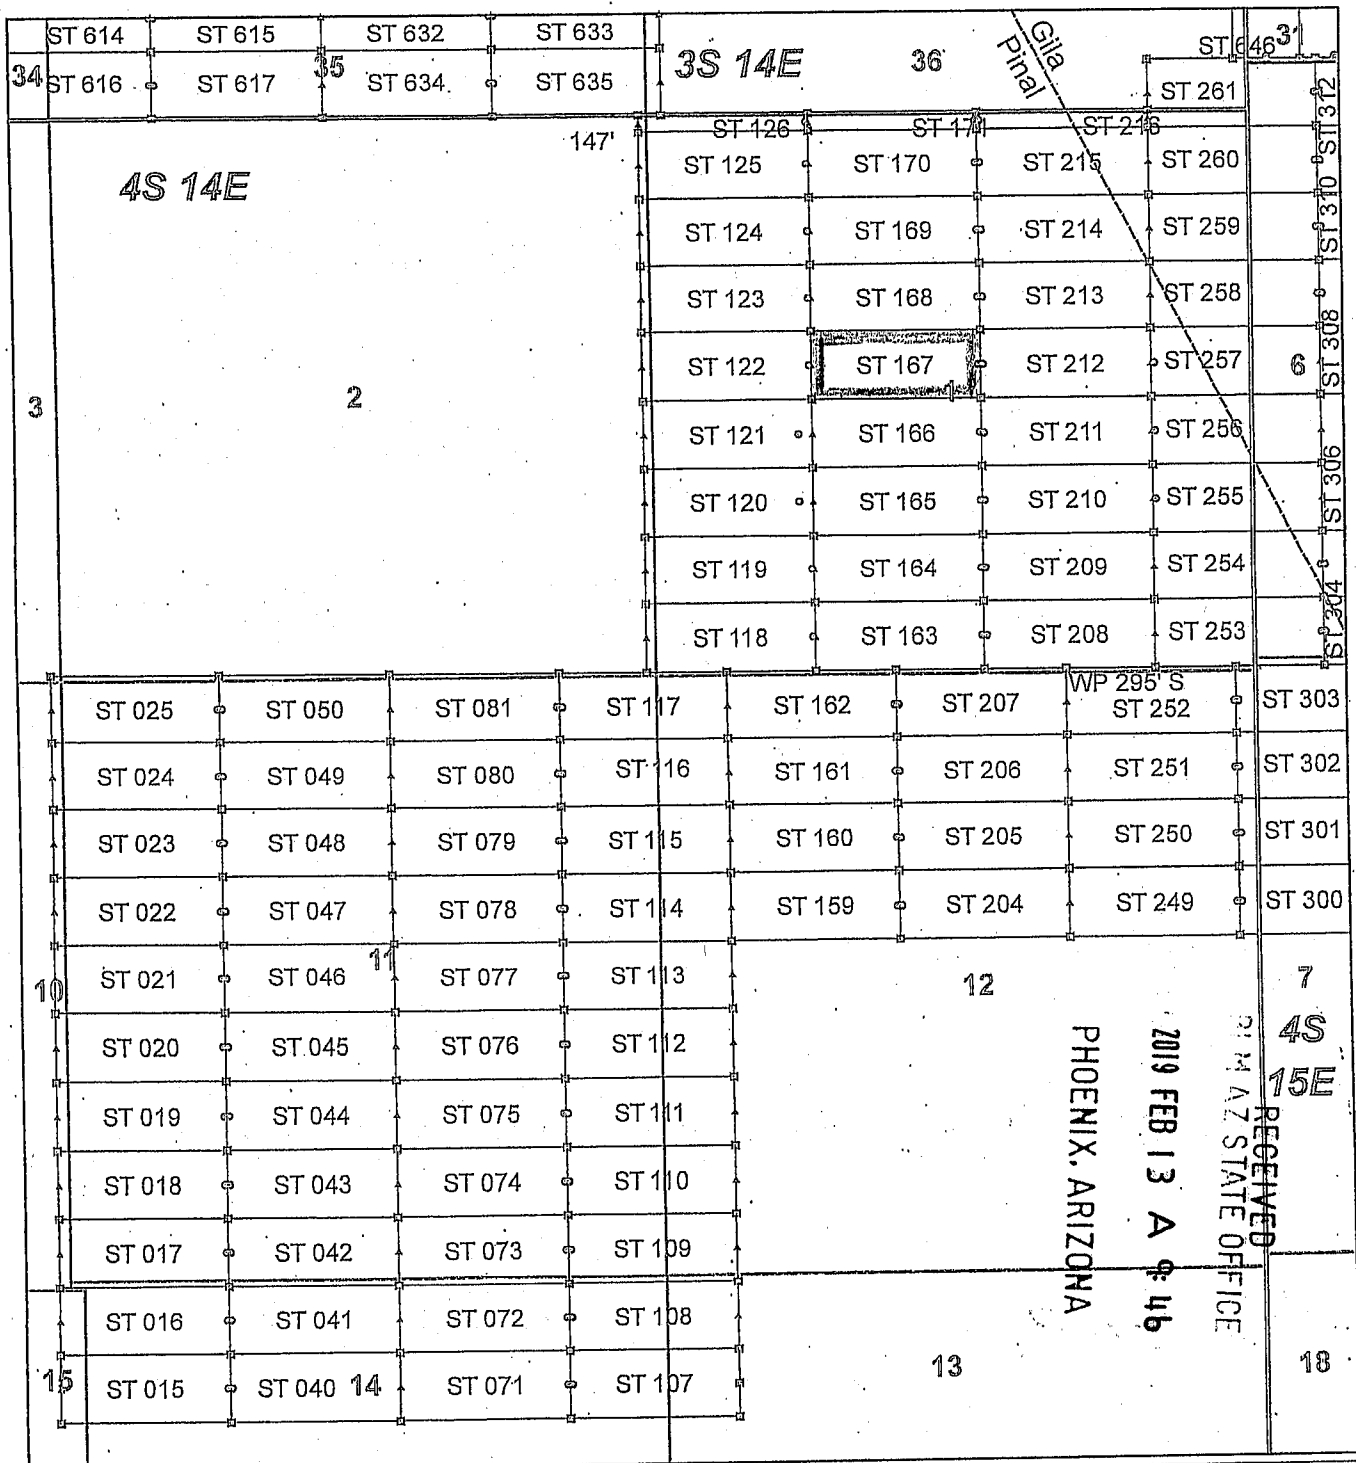 ST 614 ST 615 ST 632 ST 633
3S 14E 36 Gila Pinal ST 646 31
34 ST 616 ST 617 35 ST 634 ST 635 ST 261 ST 312
147' ST 126 ST 171 ST 216
4S 14E ST 125 ST 170 ST 215 ST 260
ST 124 ST 169 ST 214 ST 259 ST 310
ST 123 ST 168 ST 213 ST 258
ST 122 ST 167 ST 212 ST 257 6 ST 308
3 2 1
ST 121 ST 166 ST 211 ST 256
ST 120 ST 165 ST 210 ST 255 ST 306
ST 119 ST 164 ST 209 ST 254
ST 118 ST 163 ST 208 ST 253 ST 304
WP 295' S
ST 025 ST 050 ST 081 ST 117 ST 162 ST 207 ST 252 ST 303
ST 024 ST 049 ST 080 ST 116 ST 161 ST 206 ST 251 ST 302
ST 023 ST 048 ST 079 ST 115 ST 160 ST 205 ST 250 ST 301
ST 022 ST 047 ST 078 ST 114 ST 159 ST 204 ST 249 ST 300
10 ST 021 ST 046 11 ST 077 ST 113 12 7
ST 020 ST 045 ST 076 ST 112 4S
15E
ST 019 ST 044 ST 075 ST 111
ST 018 ST 043 ST 074 ST 110
ST 017 ST 042 ST 073 ST 109
ST 016 ST 041 ST 072 ST 108
15 ST 015 ST 040 14 ST 071 ST 107 13 18
RECEIVED
AZ STATE OFFICE
2019 FEB 13 A 9:46
PHOENIX, ARIZONA